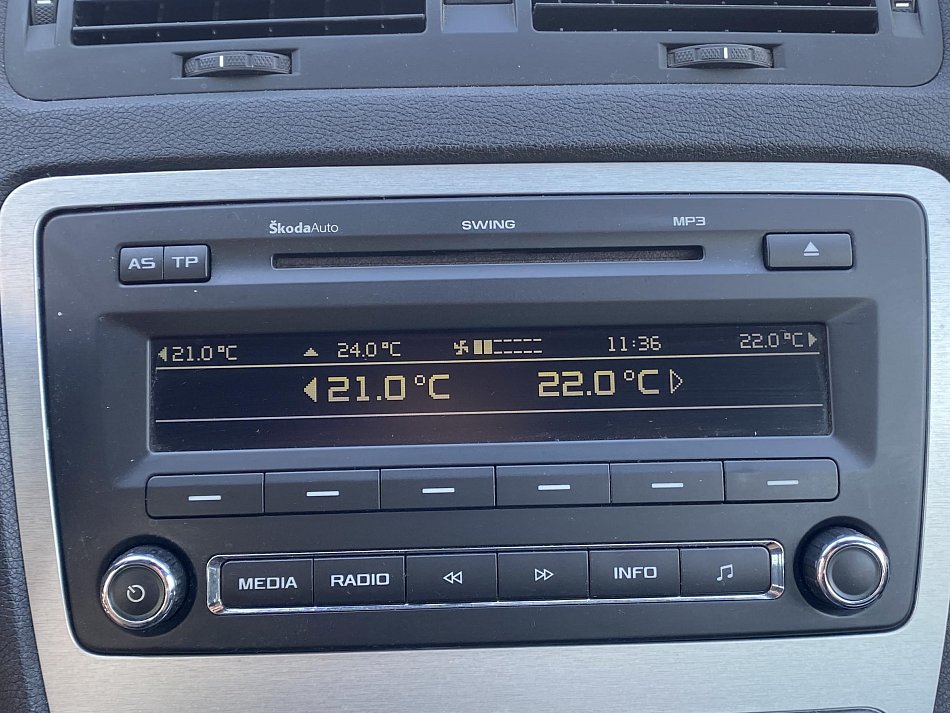 ŠkodaAuto SWING MP3
AS TP
21.0 °C 24.0 °C 11:36 22.0 °C
21.0 °C 22.0 °C
MEDIA RADIO INFO